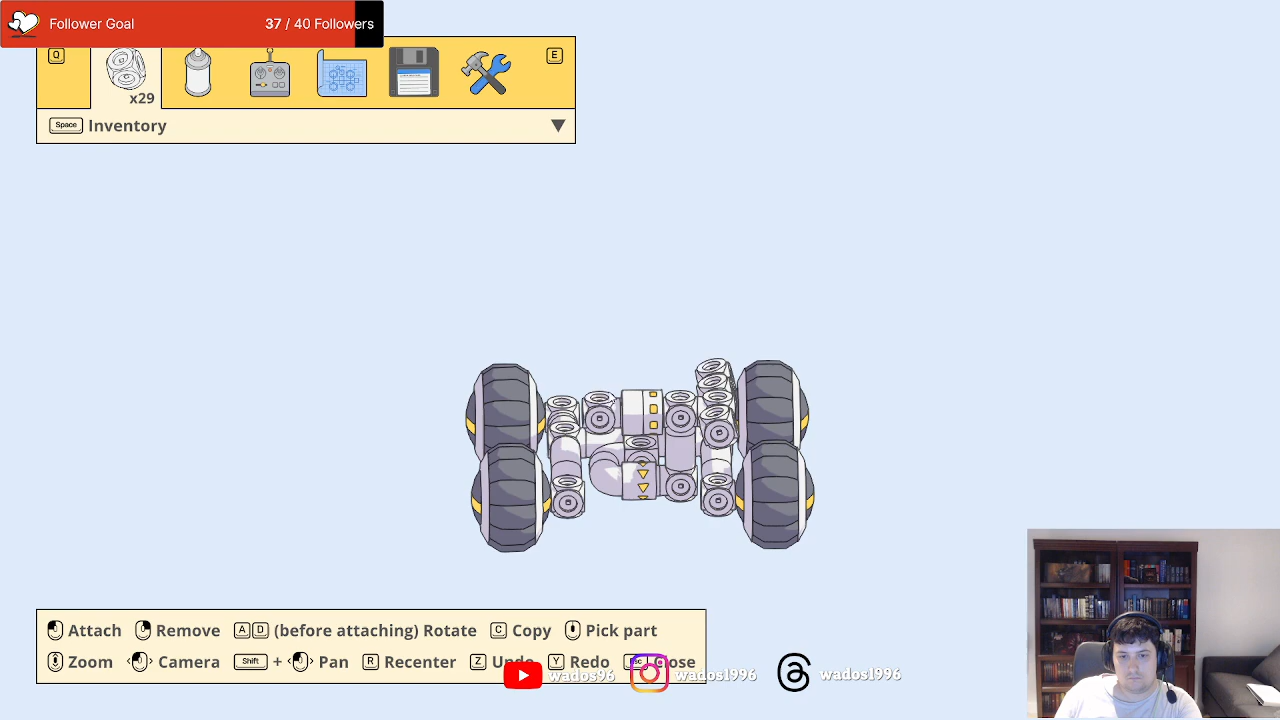 Follower Goal 37 / 40 Followers
Q E
x29
Space Inventory
Attach Remove A D (before attaching) Rotate C Copy Pick part
Zoom Camera Shift + Pan R Recenter Z Undo Y Redo Close
wados96 wados1996 wados1996